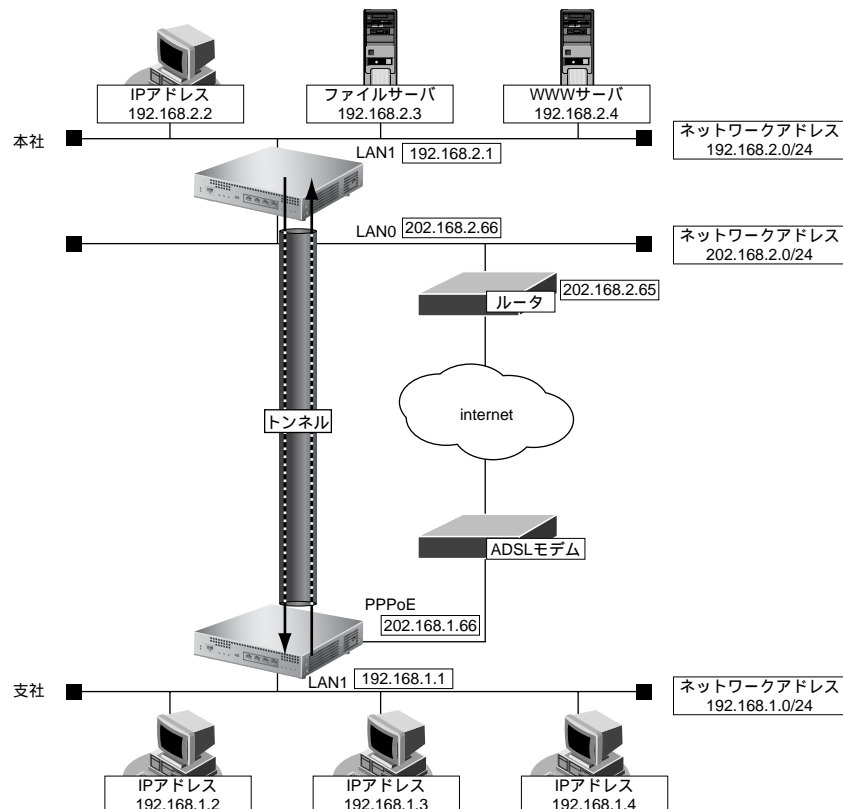 IPアドレス
192.168.2.2
ファイルサーバ
192.168.2.3
WWWサーバ
192.168.2.4
本社
LAN1 192.168.2.1
ネットワークアドレス
192.168.2.0/24
LAN0 202.168.2.66
ネットワークアドレス
202.168.2.0/24
ルータ
202.168.2.65
トンネル
internet
ADSLモデム
PPPoE
202.168.1.66
支社
LAN1 192.168.1.1
ネットワークアドレス
192.168.1.0/24
IPアドレス
192.168.1.2
IPアドレス
192.168.1.3
IPアドレス
192.168.1.4